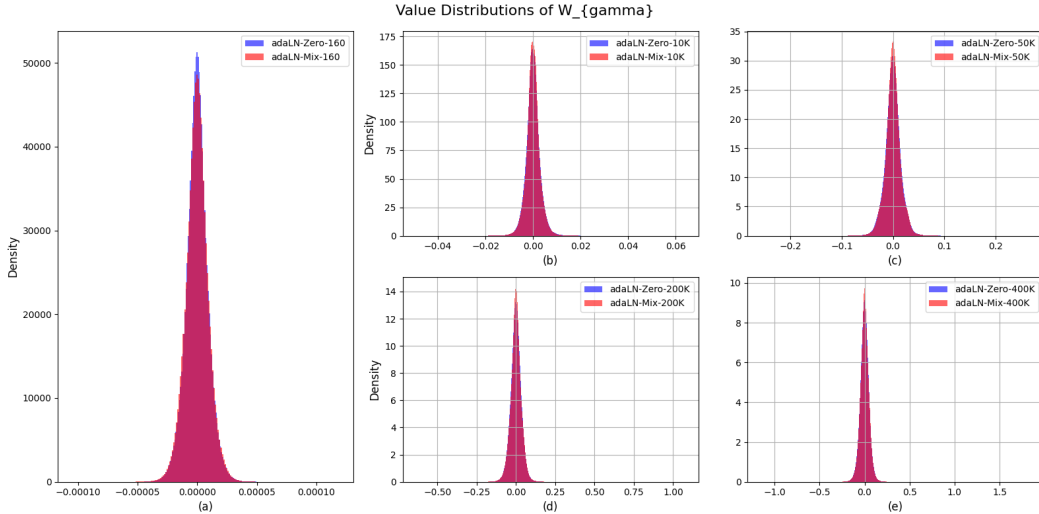 Value Distributions of W_{gamma}
adaLN-Zero-160
adaLN-Mix-160
50000
40000
30000
20000
10000
0
Density
−0.00010 −0.00005 0.00000 0.00005 0.00010
(a)
adaLN-Zero-10K
adaLN-Mix-10K
175
150
125
100
75
50
25
0
Density
−0.04 −0.02 0.00 0.02 0.04 0.06
(b)
adaLN-Zero-50K
adaLN-Mix-50K
35
30
25
20
15
10
5
0
−0.2 −0.1 0.0 0.1 0.2
(c)
adaLN-Zero-200K
adaLN-Mix-200K
14
12
10
8
6
4
2
0
Density
−0.50 −0.25 0.00 0.25 0.50 0.75 1.00
(d)
adaLN-Zero-400K
adaLN-Mix-400K
10
8
6
4
2
0
−1.0 −0.5 0.0 0.5 1.0 1.5
(e)